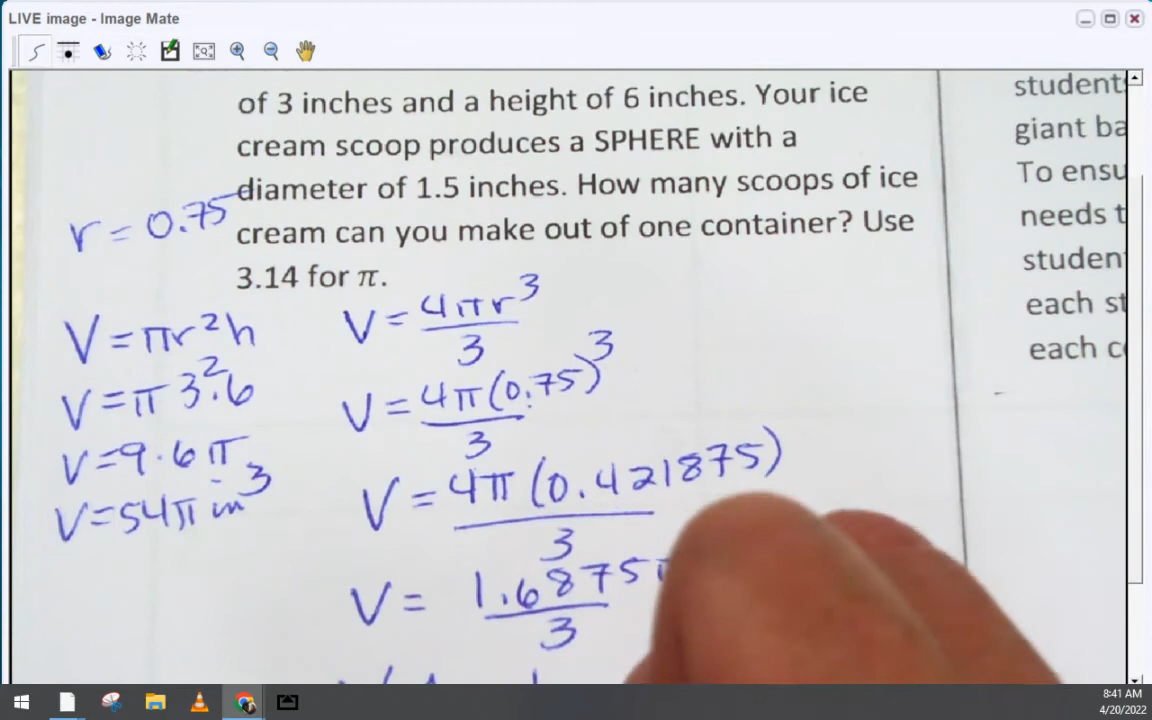 LIVE image - Image Mate
of 3 inches and a height of 6 inches. Your ice
cream scoop produces a SPHERE with a
diameter of 1.5 inches. How many scoops of ice
cream can you make out of one container? Use
3.14 for π.
r = 0.75
V = πr²h
V = π 3²·6
V = 9·6π
V = 54π in³
V = 4πr³/3
V = 4π(0.75)³/3
V = 4π(0.421875)/3
V = 1.6875π/3
students
giant ba
To ensu
needs t
student
each st
each co
8:41 AM
4/20/2022